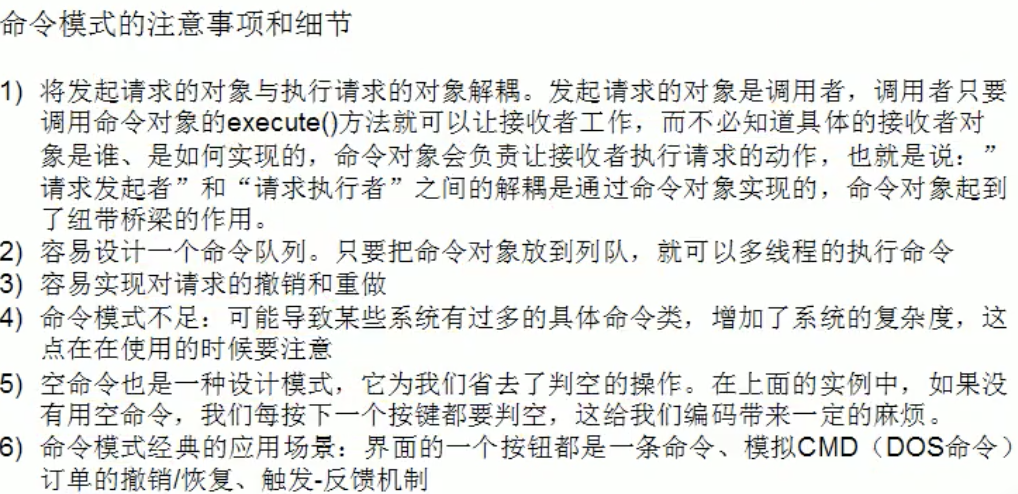 命令模式的注意事项和细节
1) 将发起请求的对象与执行请求的对象解耦。发起请求的对象是调用者，调用者只要
调用命令对象的execute()方法就可以让接收者工作，而不必知道具体的接收者对
象是谁、是如何实现的，命令对象会负责让接收者执行请求的动作，也就是说：”
请求发起者”和“请求执行者”之间的解耦是通过命令对象实现的，命令对象起到
了纽带桥梁的作用。
2) 容易设计一个命令队列。只要把命令对象放到列队，就可以多线程的执行命令
3) 容易实现对请求的撤销和重做
4) 命令模式不足：可能导致某些系统有过多的具体命令类，增加了系统的复杂度，这
点在在使用的时候要注意
5) 空命令也是一种设计模式，它为我们省去了判空的操作。在上面的实例中，如果没
有用空命令，我们每按下一个按键都要判空，这给我们编码带来一定的麻烦。
6) 命令模式经典的应用场景：界面的一个按钮都是一条命令、模拟CMD（DOS命令）
订单的撤销/恢复、触发-反馈机制